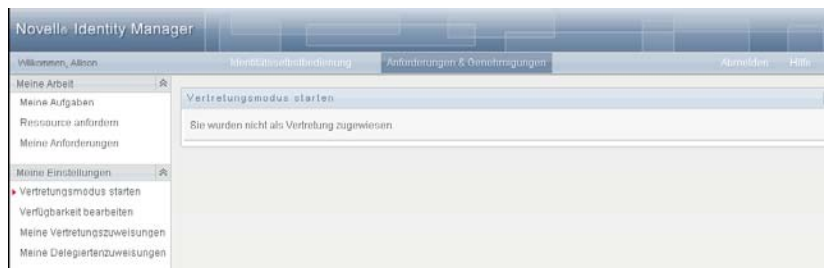 Novell® Identity Manager
Willkommen, Allison
Identitätsselbstbedienung
Anforderungen & Genehmigungen
Abmelden
Hilfe
Meine Arbeit
Meine Aufgaben
Ressource anfordern
Meine Anforderungen
Meine Einstellungen
Vertretungsmodus starten
Verfügbarkeit bearbeiten
Meine Vertretungszuweisungen
Meine Delegiertenzuweisungen
Vertretungsmodus starten
Sie wurden nicht als Vertretung zugewiesen